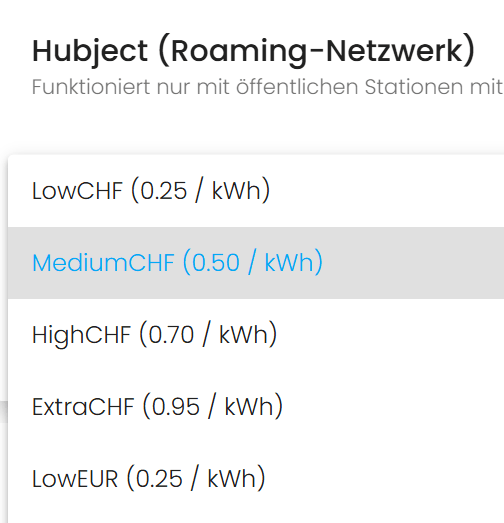 Hubject (Roaming-Netzwerk)
Funktioniert nur mit öffentlichen Stationen mit
LowCHF (0.25 / kWh)
MediumCHF (0.50 / kWh)
HighCHF (0.70 / kWh)
ExtraCHF (0.95 / kWh)
LowEUR (0.25 / kWh)